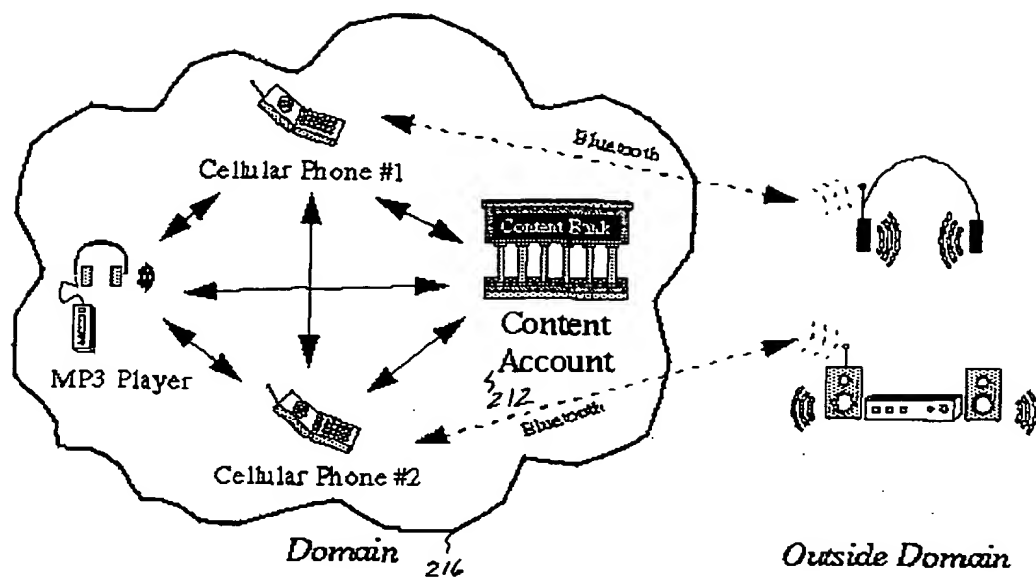 Bluetooth
Cellular Phone #1
Content Bank
Content
Account
212
MP3 Player
Bluetooth
Cellular Phone #2
Domain
216
Outside Domain